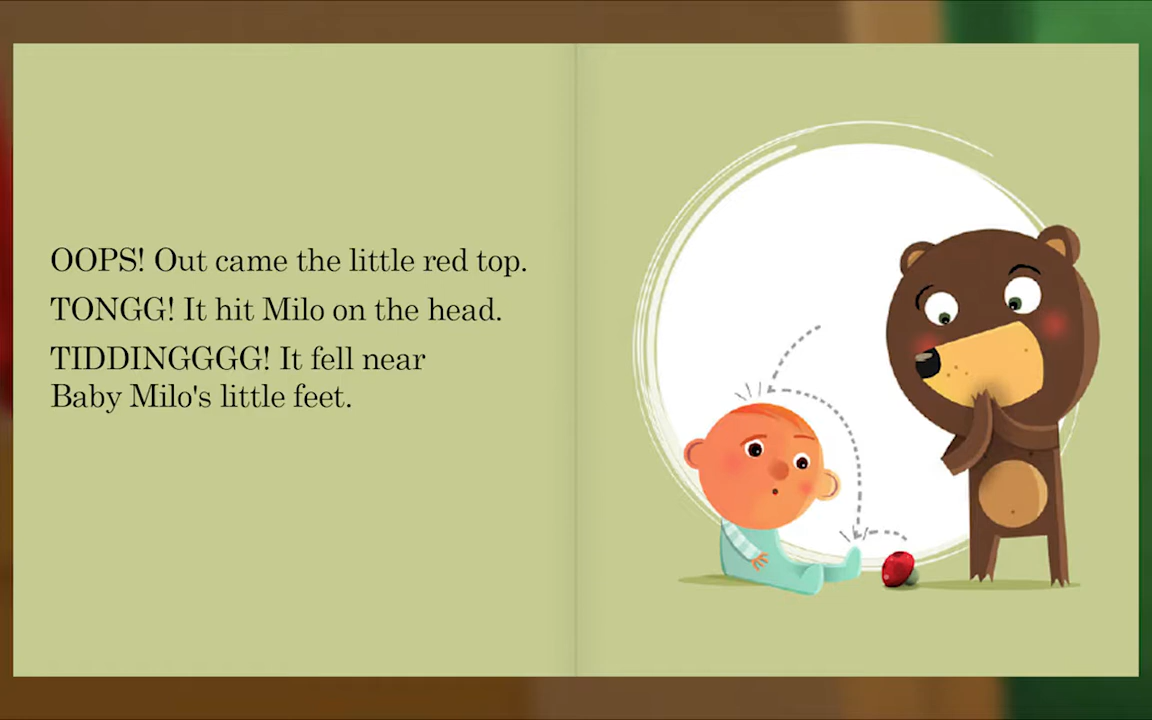 OOPS! Out came the little red top.
TONGG! It hit Milo on the head.
TIDDINGGGG! It fell near
Baby Milo's little feet.